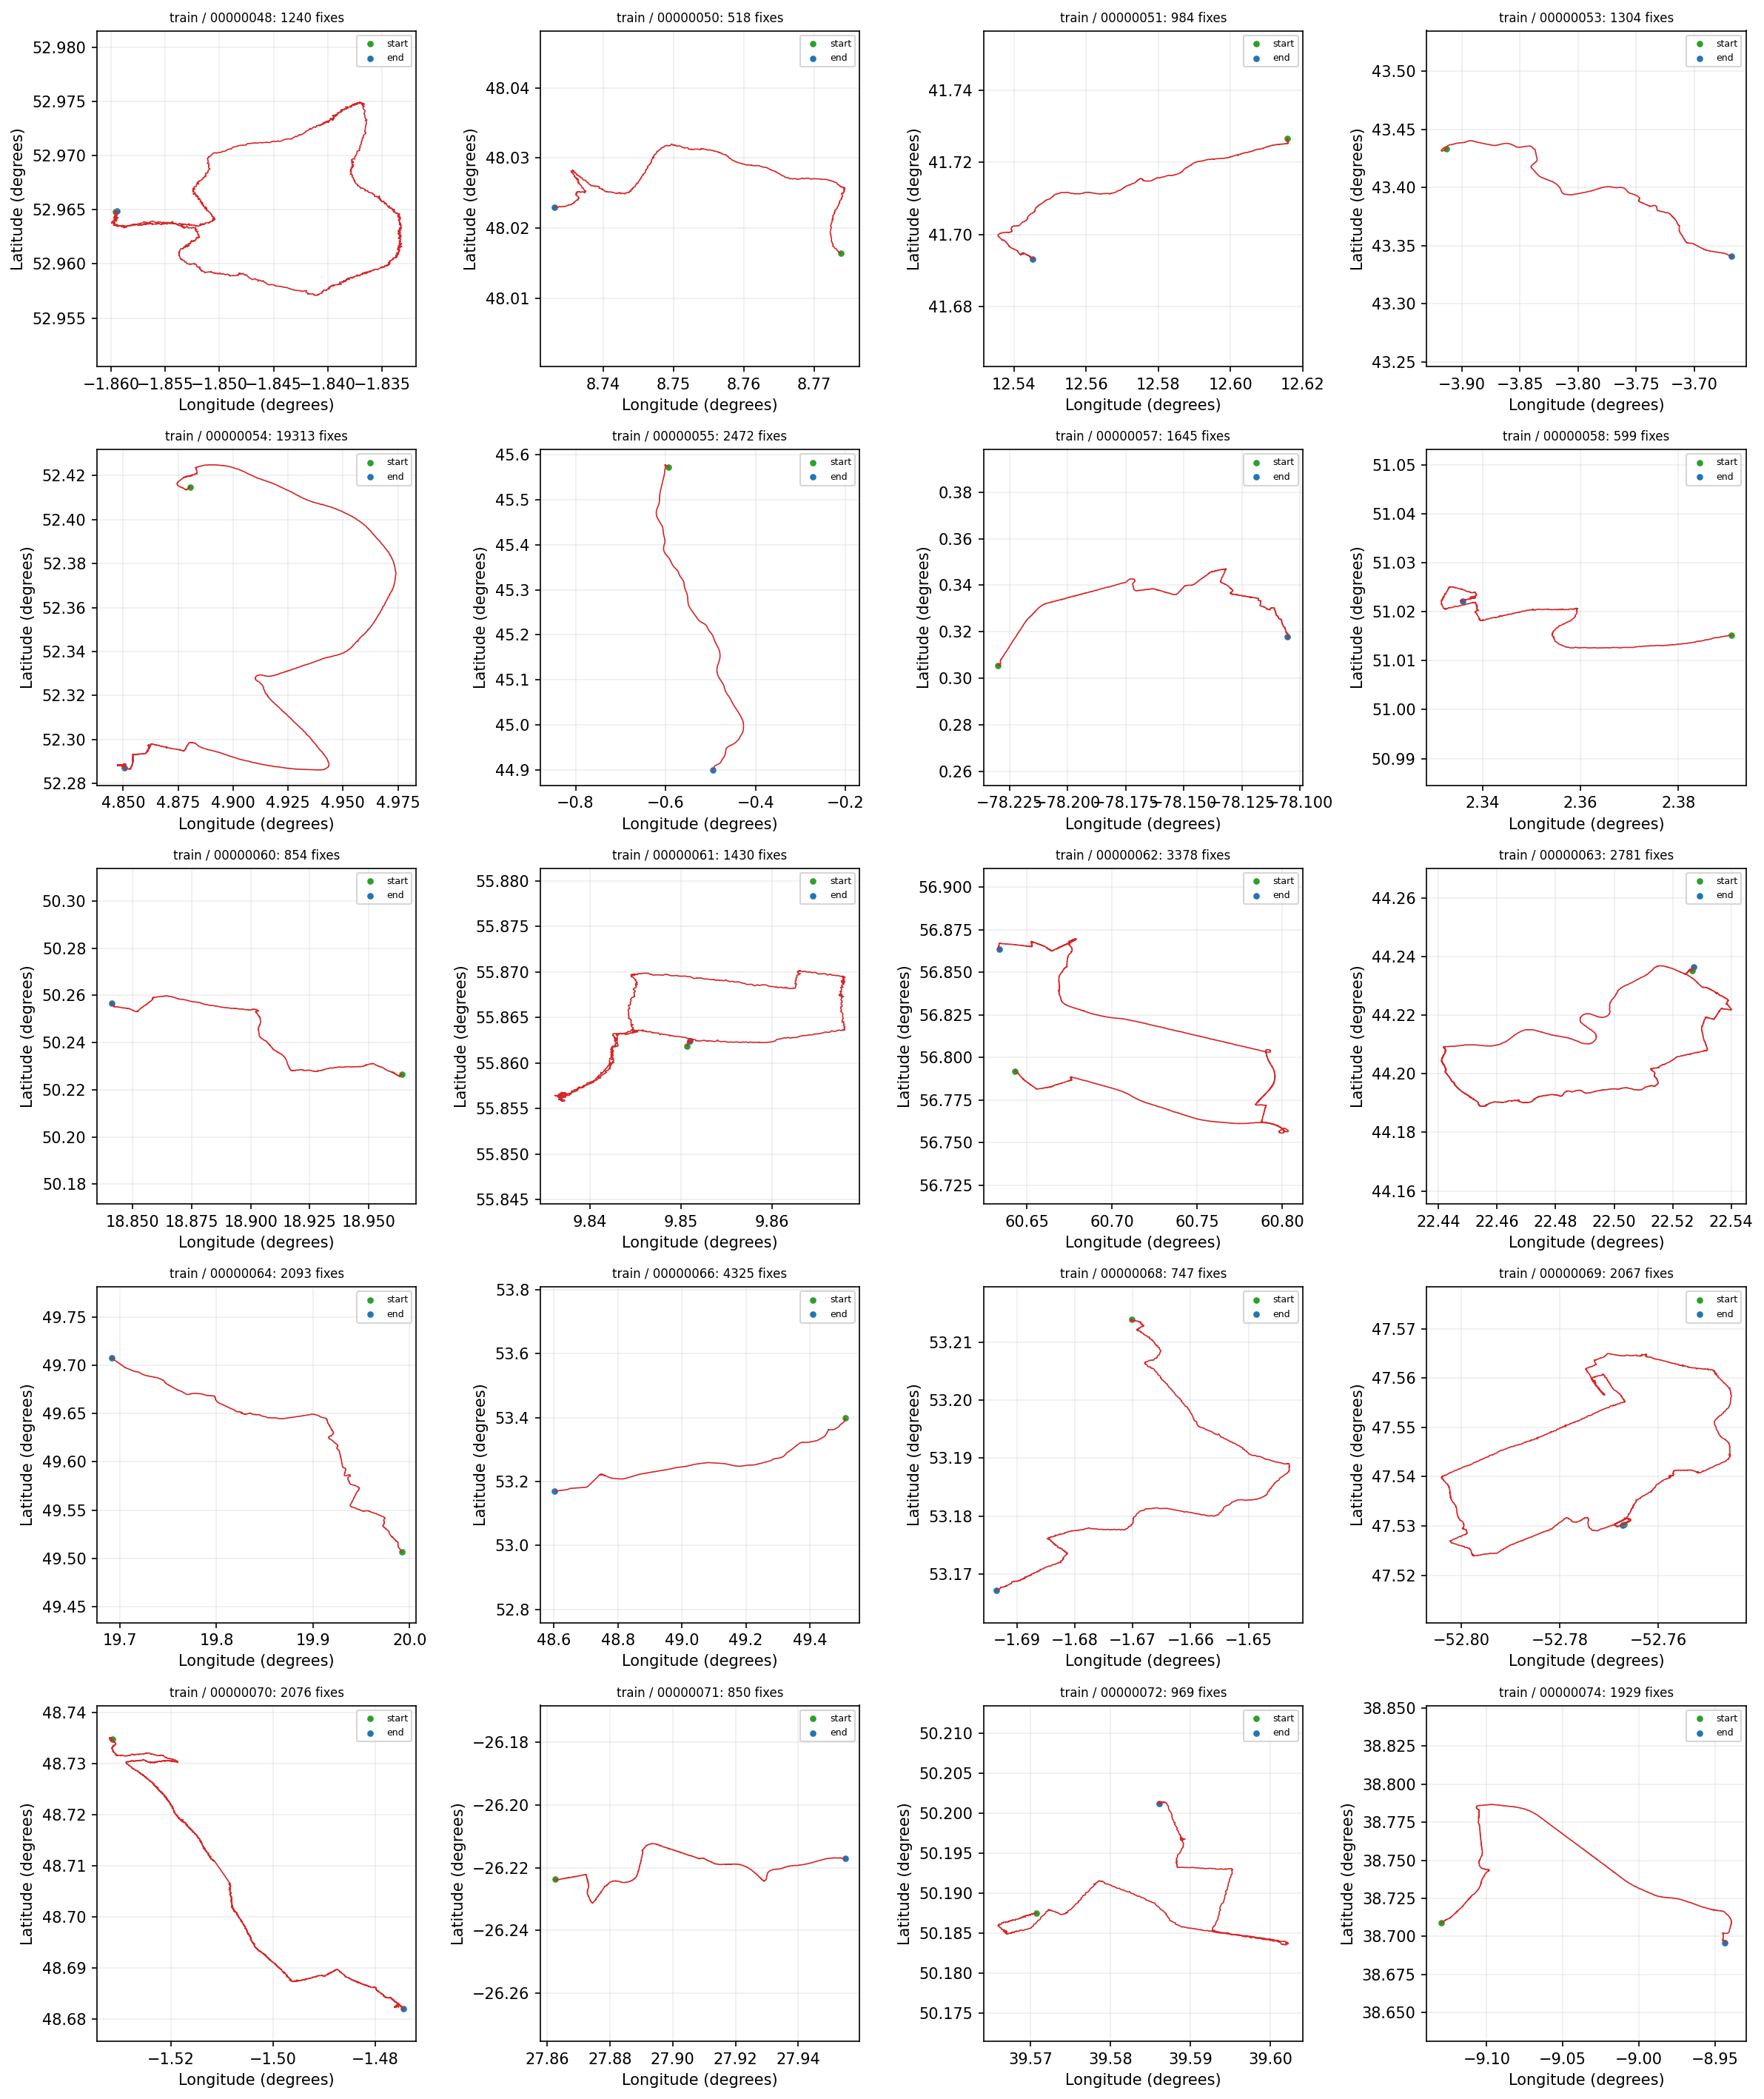 train / 00000048: 1240 fixes
start
end
52.980
52.975
52.970
52.965
52.960
52.955
Latitude (degrees)
−1.860 −1.855 −1.850 −1.845 −1.840 −1.835
Longitude (degrees)
train / 00000050: 518 fixes
start
end
48.04
48.03
48.02
48.01
Latitude (degrees)
8.74 8.75 8.76 8.77
Longitude (degrees)
train / 00000051: 984 fixes
start
end
41.74
41.72
41.70
41.68
Latitude (degrees)
12.54 12.56 12.58 12.60 12.62
Longitude (degrees)
train / 00000053: 1304 fixes
start
end
43.50
43.45
43.40
43.35
43.30
43.25
Latitude (degrees)
−3.90 −3.85 −3.80 −3.75 −3.70
Longitude (degrees)
train / 00000054: 19313 fixes
start
end
52.42
52.40
52.38
52.36
52.34
52.32
52.30
52.28
Latitude (degrees)
4.850 4.875 4.900 4.925 4.950 4.975
Longitude (degrees)
train / 00000055: 2472 fixes
start
end
45.6
45.5
45.4
45.3
45.2
45.1
45.0
44.9
Latitude (degrees)
−0.8 −0.6 −0.4 −0.2
Longitude (degrees)
train / 00000057: 1645 fixes
start
end
0.38
0.36
0.34
0.32
0.30
0.28
0.26
Latitude (degrees)
−78.225 −78.200 −78.175 −78.150 −78.125 −78.100
Longitude (degrees)
train / 00000058: 599 fixes
start
end
51.05
51.04
51.03
51.02
51.01
51.00
50.99
Latitude (degrees)
2.34 2.36 2.38
Longitude (degrees)
train / 00000060: 854 fixes
start
end
50.30
50.28
50.26
50.24
50.22
50.20
50.18
Latitude (degrees)
18.850 18.875 18.900 18.925 18.950
Longitude (degrees)
train / 00000061: 1430 fixes
start
end
55.880
55.875
55.870
55.865
55.860
55.855
55.850
55.845
Latitude (degrees)
9.84 9.85 9.86
Longitude (degrees)
train / 00000062: 3378 fixes
start
end
56.900
56.875
56.850
56.825
56.800
56.775
56.750
56.725
Latitude (degrees)
60.65 60.70 60.75 60.80
Longitude (degrees)
train / 00000063: 2781 fixes
start
end
44.26
44.24
44.22
44.20
44.18
44.16
Latitude (degrees)
22.44 22.46 22.48 22.50 22.52 22.54
Longitude (degrees)
train / 00000064: 2093 fixes
start
end
49.75
49.70
49.65
49.60
49.55
49.50
49.45
Latitude (degrees)
19.7 19.8 19.9 20.0
Longitude (degrees)
train / 00000066: 4325 fixes
start
end
53.8
53.6
53.4
53.2
53.0
52.8
Latitude (degrees)
48.6 48.8 49.0 49.2 49.4
Longitude (degrees)
train / 00000068: 747 fixes
start
end
53.21
53.20
53.19
53.18
53.17
Latitude (degrees)
−1.69 −1.68 −1.67 −1.66 −1.65
Longitude (degrees)
train / 00000069: 2067 fixes
start
end
47.57
47.56
47.55
47.54
47.53
47.52
Latitude (degrees)
−52.80 −52.78 −52.76
Longitude (degrees)
train / 00000070: 2076 fixes
start
end
48.74
48.73
48.72
48.71
48.70
48.69
48.68
Latitude (degrees)
−1.52 −1.50 −1.48
Longitude (degrees)
train / 00000071: 850 fixes
start
end
−26.18
−26.20
−26.22
−26.24
−26.26
Latitude (degrees)
27.86 27.88 27.90 27.92 27.94
Longitude (degrees)
train / 00000072: 969 fixes
start
end
50.210
50.205
50.200
50.195
50.190
50.185
50.180
50.175
Latitude (degrees)
39.57 39.58 39.59 39.60
Longitude (degrees)
train / 00000074: 1929 fixes
start
end
38.850
38.825
38.800
38.775
38.750
38.725
38.700
38.675
38.650
Latitude (degrees)
−9.10 −9.05 −9.00 −8.95
Longitude (degrees)